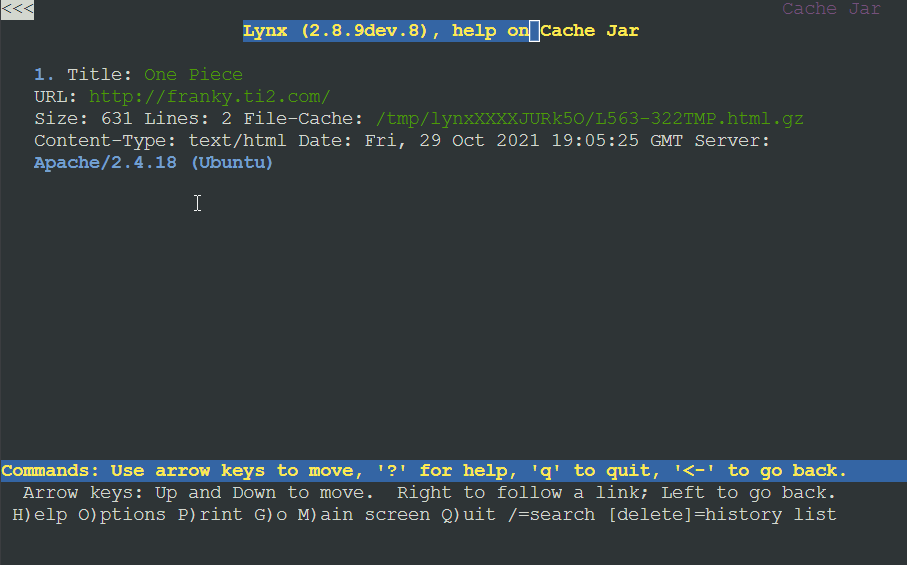 <<< Cache Jar
Lynx (2.8.9dev.8), help on Cache Jar
1. Title: One Piece
URL: http://franky.ti2.com/
Size: 631 Lines: 2 File-Cache: /tmp/lynxXXXXJURk5O/L563-322TMP.html.gz
Content-Type: text/html Date: Fri, 29 Oct 2021 19:05:25 GMT Server:
Apache/2.4.18 (Ubuntu)
Commands: Use arrow keys to move, '?' for help, 'q' to quit, '<-' to go back.
Arrow keys: Up and Down to move. Right to follow a link; Left to go back.
H)elp O)ptions P)rint G)o M)ain screen Q)uit /=search [delete]=history list